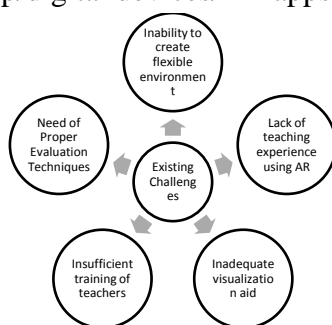 Inability to
create
flexible
environmen
t
Need of
Proper
Evaluation
Techniques
Lack of
teaching
experience
using AR
Existing
Challeng
es
Insufficient
training of
teachers
Inadequate
visualizatio
n aid